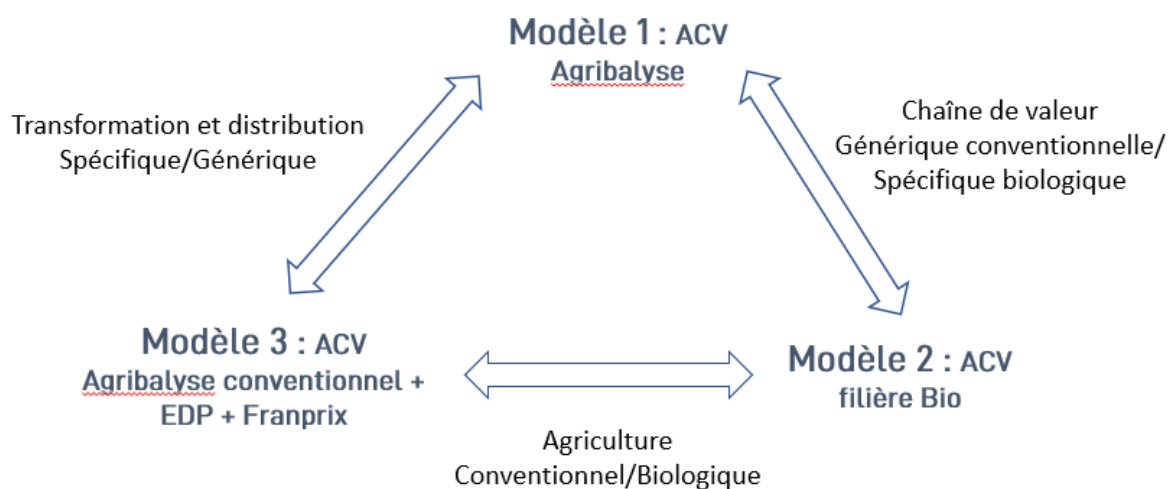 Modèle 1 : ACV
Agribalyse
Transformation et distribution
Spécifique/Générique
Chaîne de valeur
Générique conventionnelle/
Spécifique biologique
Modèle 3 : ACV
Agribalyse conventionnel +
EDP + Franprix
Modèle 2 : ACV
filière Bio
Agriculture
Conventionnel/Biologique